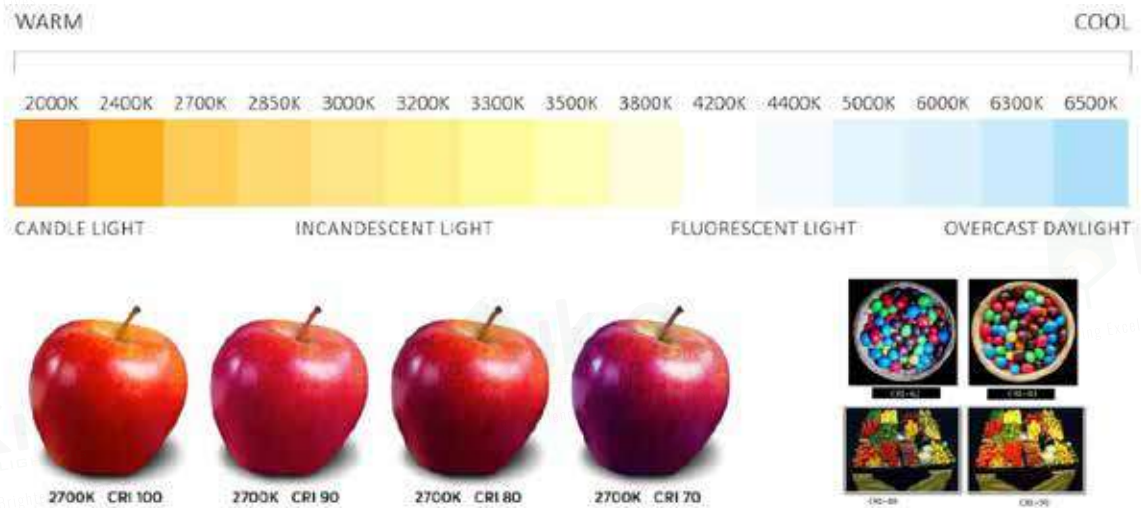 WARM COOL
2000K 2400K 2700K 2850K 3000K 3200K 3300K 3500K 3800K 4200K 4400K 5000K 6000K 6300K 6500K
CANDLE LIGHT INCANDESCENT LIGHT FLUORESCENT LIGHT OVERCAST DAYLIGHT
2700K CRI 100 2700K CRI 90 2700K CRI 80 2700K CRI 70